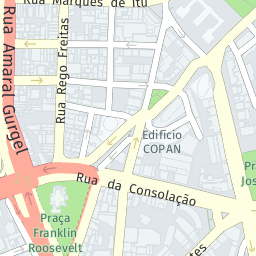 Rua Marquês de Itu
Rua Amaral Gurgel
Rua Rego Freitas
Edifício
COPAN
Rua da Consolação
Praça
Franklin
Roosevelt